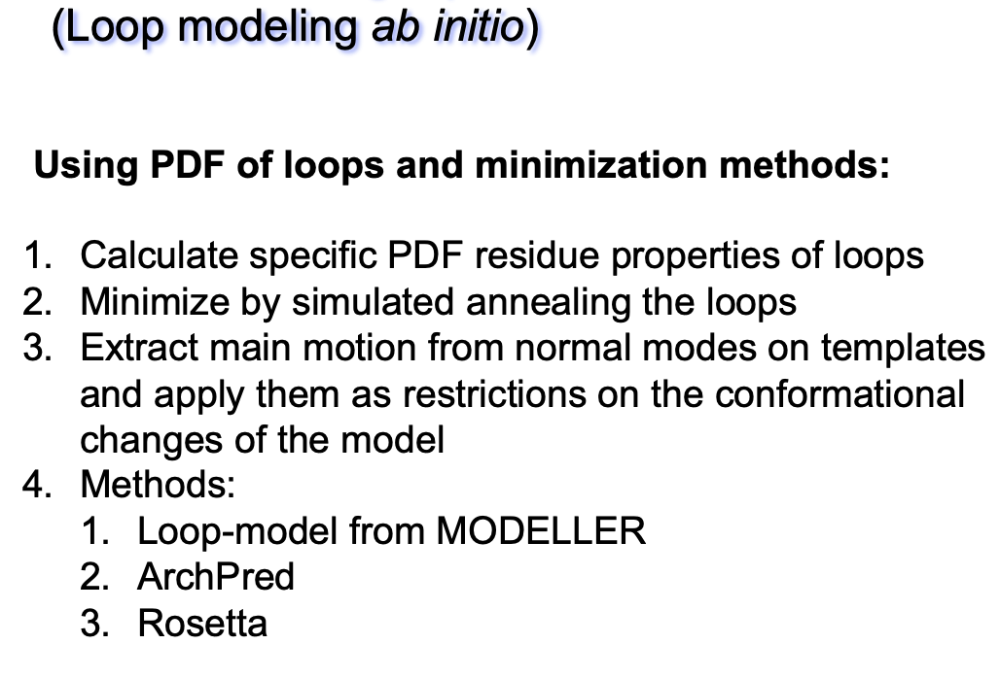 (Loop modeling ab initio)
Using PDF of loops and minimization methods:
1. Calculate specific PDF residue properties of loops
2. Minimize by simulated annealing the loops
3. Extract main motion from normal modes on templates
and apply them as restrictions on the conformational
changes of the model
4. Methods:
1. Loop-model from MODELLER
2. ArchPred
3. Rosetta